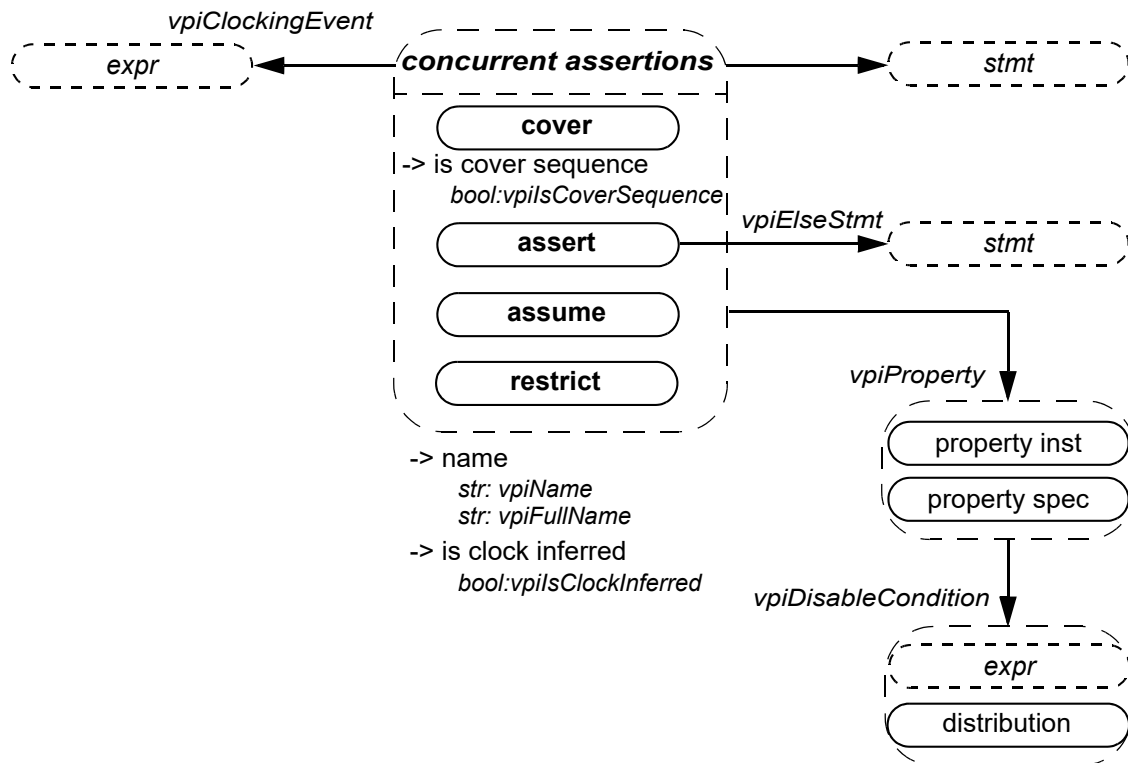 vpiClockingEvent
expr
concurrent assertions
stmt
cover
-> is cover sequence
bool:vpiIsCoverSequence
vpiElseStmt
assert
stmt
assume
restrict
vpiProperty
-> name
str: vpiName
str: vpiFullName
-> is clock inferred
bool:vpiIsClockInferred
property inst
property spec
vpiDisableCondition
expr
distribution